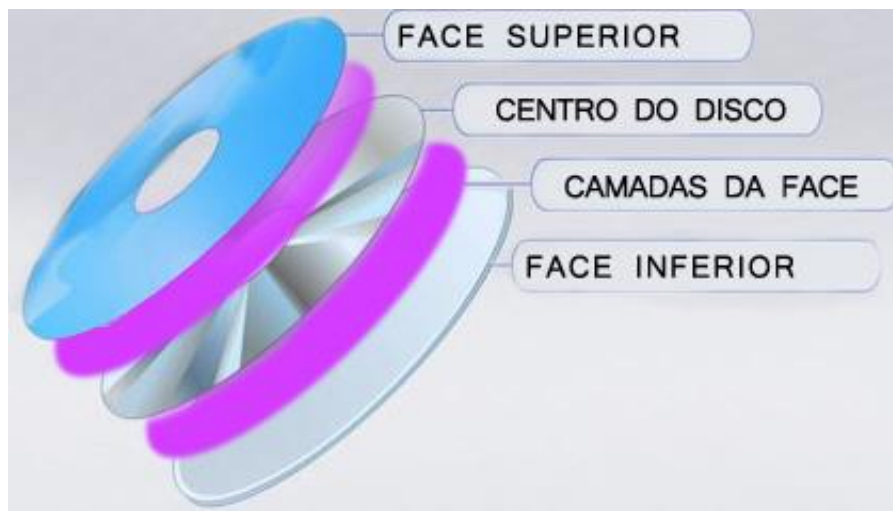 FACE SUPERIOR
CENTRO DO DISCO
CAMADAS DA FACE
FACE INFERIOR